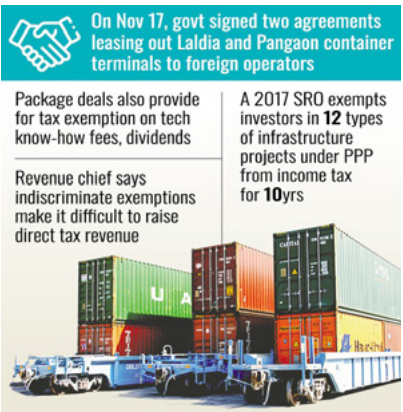 On Nov 17, govt signed two agreements
leasing out Laldia and Pangaon container
terminals to foreign operators
Package deals also provide
for tax exemption on tech
know-how fees, dividends
Revenue chief says
indiscriminate exemptions
make it difficult to raise
direct tax revenue
A 2017 SRO exempts
investors in 12 types
of infrastructure
projects under PPP
from income tax
for 10yrs
CAPITAL
U A